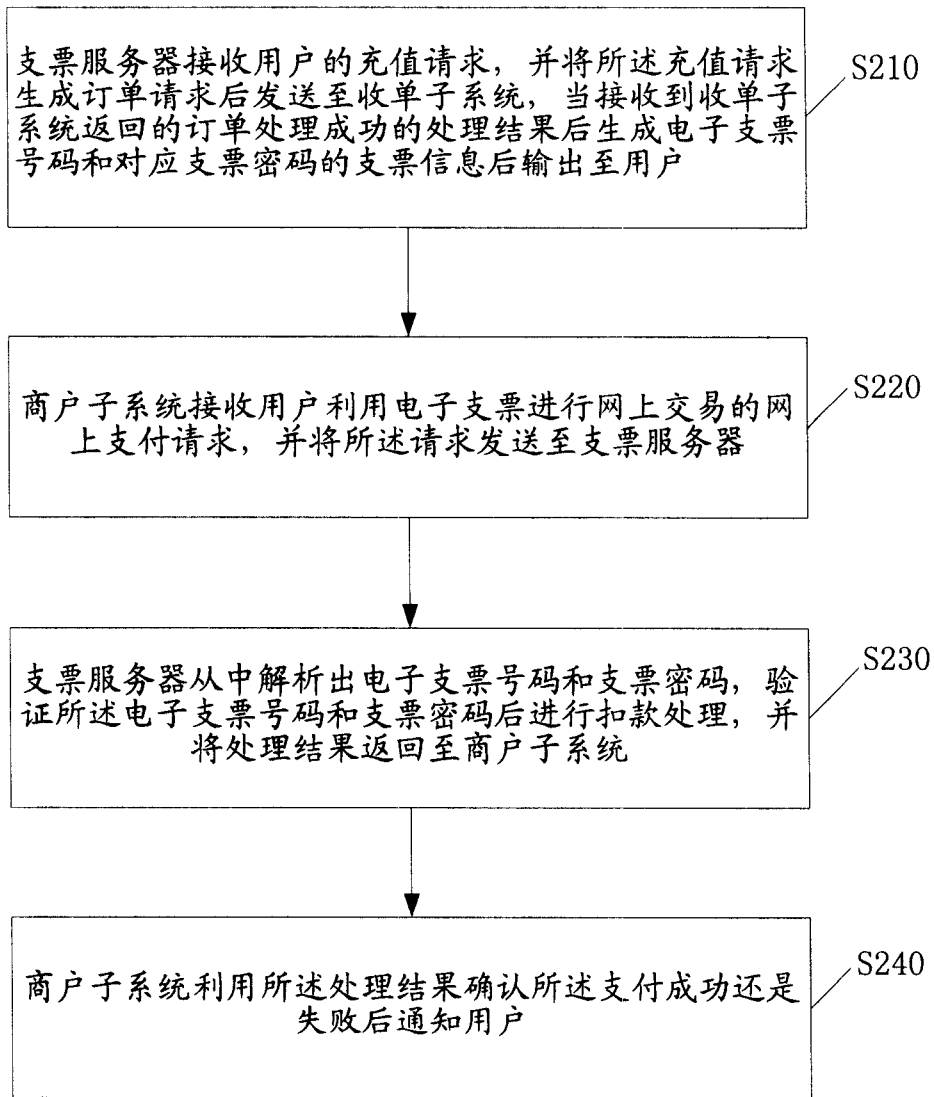 支票服务器接收用户的充值请求，并将所述充值请求
生成订单请求后发送至收单子系统，当接收到收单子
系统返回的订单处理成功的处理结果后生成电子支票
号码和对应支票密码的支票信息后输出至用户
S210
商户子系统接收用户利用电子支票进行网上交易的网
上支付请求，并将所述请求发送至支票服务器
S220
支票服务器从中解析出电子支票号码和支票密码，验
证所述电子支票号码和支票密码后进行扣款处理，并
将处理结果返回至商户子系统
S230
商户子系统利用所述处理结果确认所述支付成功还是
失败后通知用户
S240